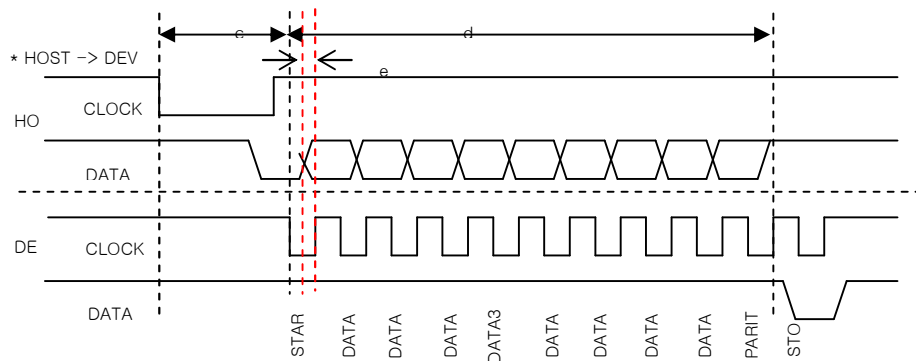 c d
* HOST -> DEV
e
CLOCK
HO
DATA
DE CLOCK
DATA
STAR DATA DATA DATA DATA3 DATA DATA DATA DATA PARIT STO